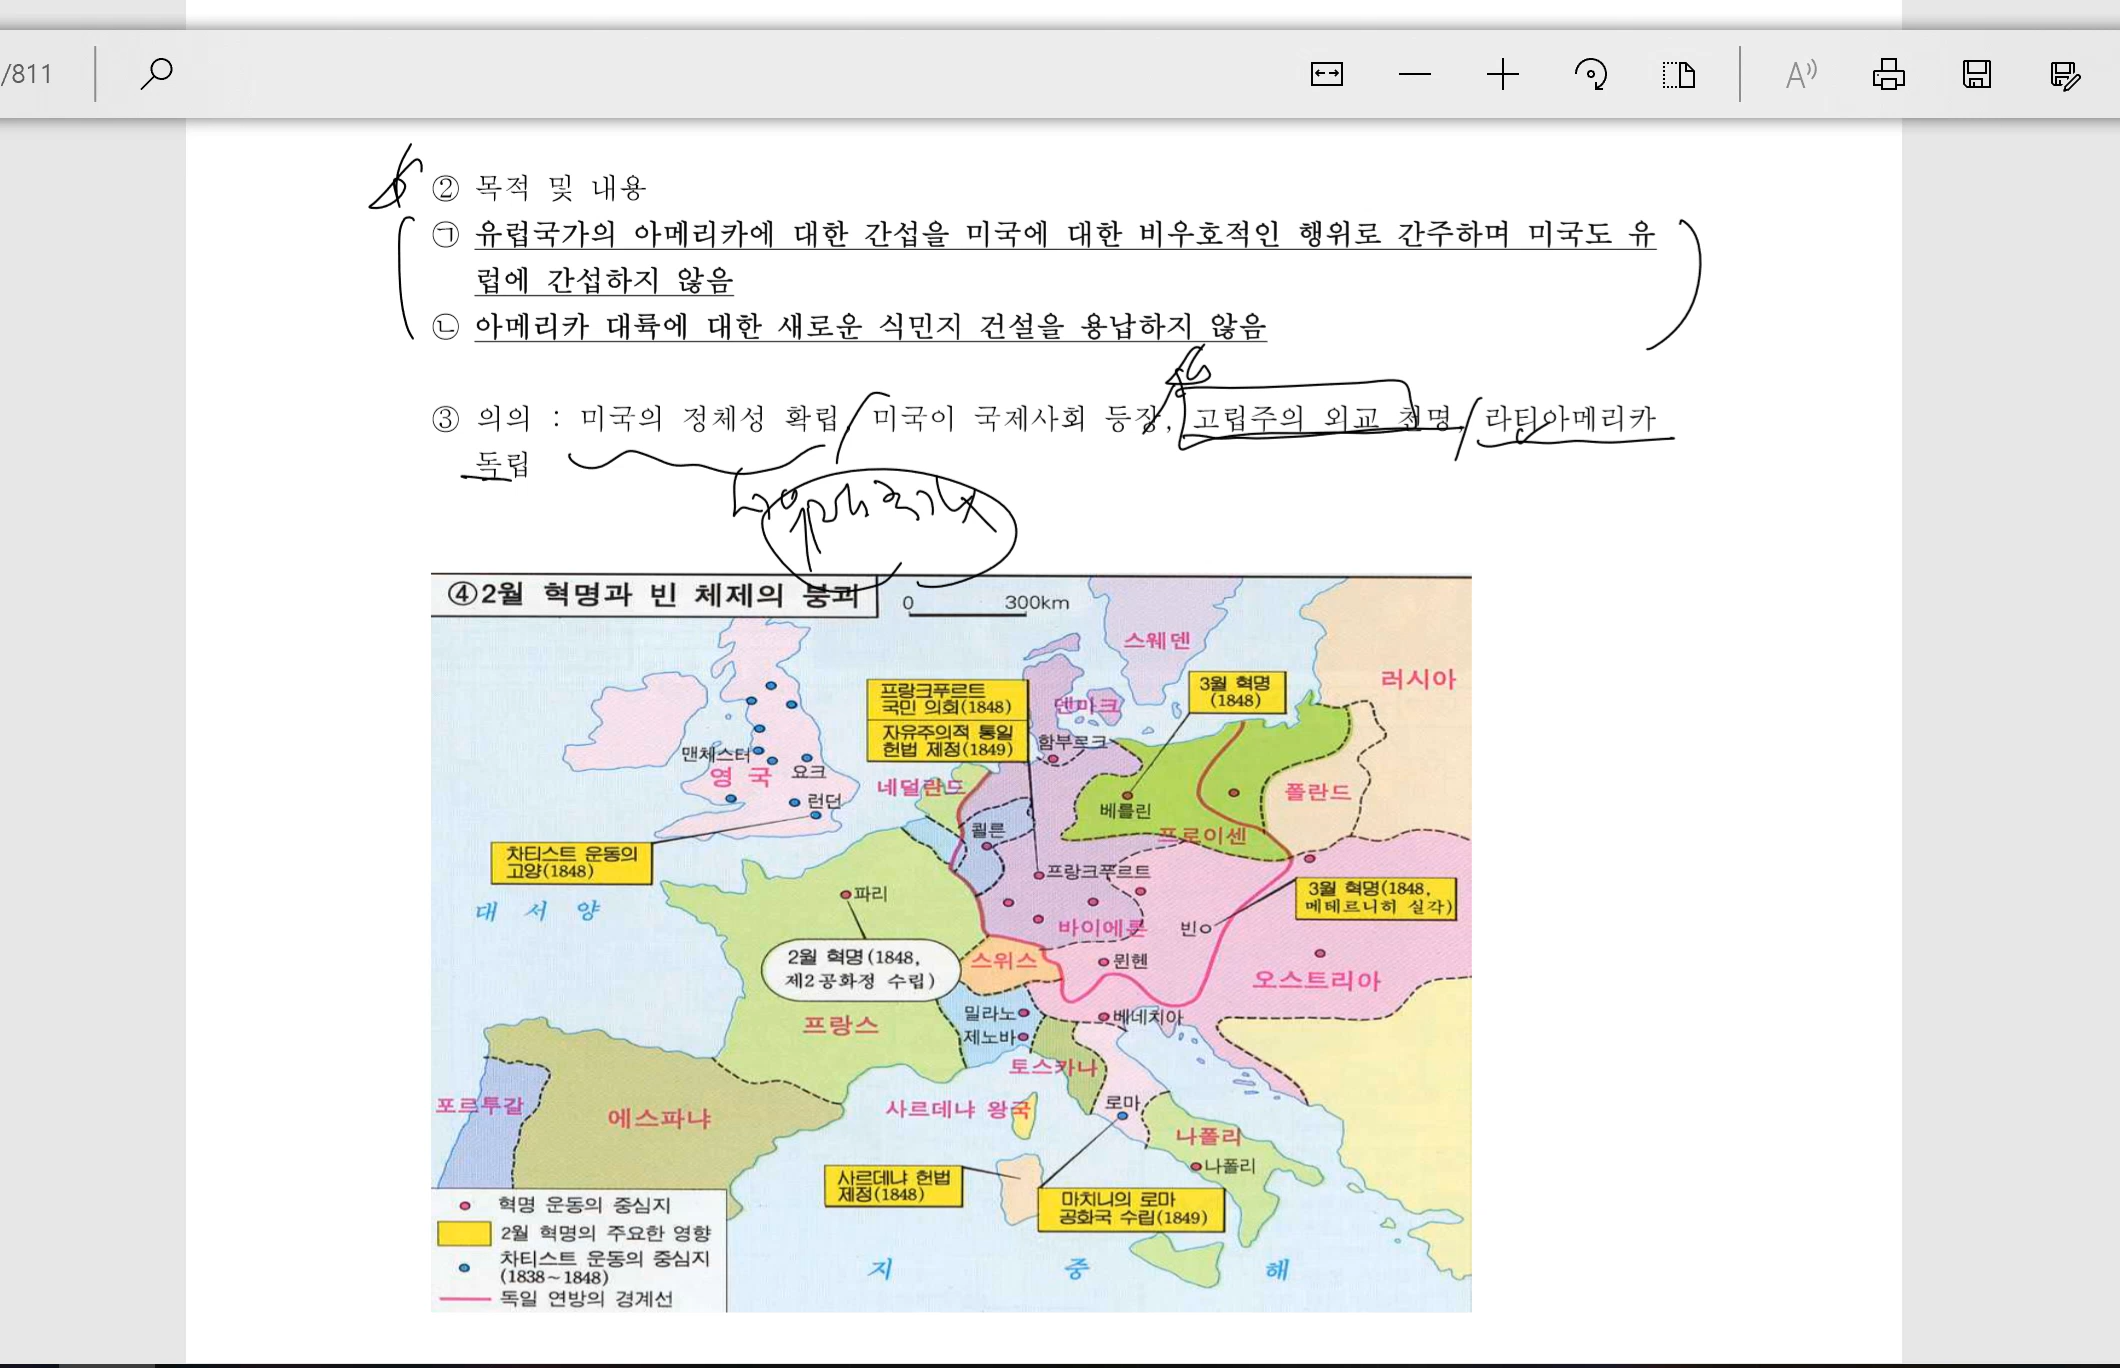 /811
② 목적 및 내용
㉠ 유럽국가의 아메리카에 대한 간섭을 미국에 대한 비우호적인 행위로 간주하며 미국도 유
럽에 간섭하지 않음
㉡ 아메리카 대륙에 대한 새로운 식민지 건설을 용납하지 않음
③ 의의 : 미국의 정체성 확립, 미국이 국제사회 등장, 고립주의 외교 천명, 라티아메리카
독립
④2월 혁명과 빈 체제의 붕괴
0 300km
스웨덴
러시아
프랑크푸르트
국민 의회(1848)
자유주의적 통일
헌법 제정(1849)
3월 혁명
(1848)
덴마크
함부르크
맨체스터
영 국
요크
런던
네덜란드
베를린
폴란드
쾰른
프로이센
차티스트 운동의
고양(1848)
프랑크푸르트
파리
3월 혁명(1848,
메테르니히 실각)
대 서 양
바이에른
빈
2월 혁명(1848,
제2공화정 수립)
스위스
뮌헨
오스트리아
프랑스
밀라노
제노바
베네치아
토스카나
포르투갈
에스파냐
사르데냐 왕국
로마
나폴리
나폴리
사르데냐 헌법
제정(1848)
마치니의 로마
공화국 수립(1849)
혁명 운동의 중심지
2월 혁명의 주요한 영향
차티스트 운동의 중심지
(1838~1848)
독일 연방의 경계선
지 중 해